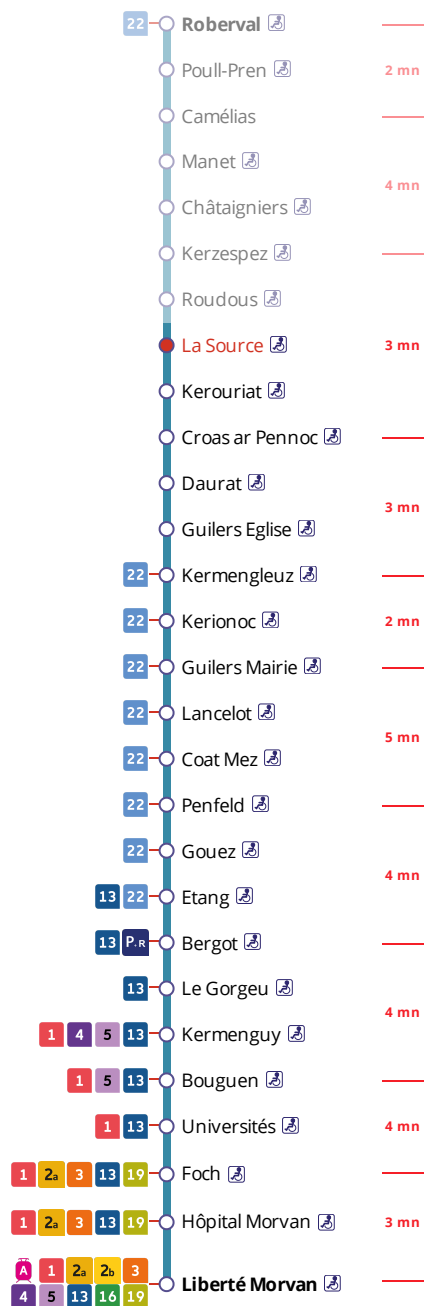 22 Roberval
Poull-Pren 2 mn
Camélias
Manet
4 mn
Châtaigniers
Kerzespez
Roudous
La Source 3 mn
Kerouriat
Croas ar Pennoc
Daurat
3 mn
Guilers Eglise
22 Kermengleuz
22 Kerionoc 2 mn
22 Guilers Mairie
22 Lancelot
5 mn
22 Coat Mez
22 Penfeld
22 Gouez
4 mn
13 22 Etang
13 P+R Bergot
13 Le Gorgeu
4 mn
1 4 5 13 Kermenguy
1 5 13 Bouguen
1 13 Universités 4 mn
1 2a 3 13 19 Foch
1 2a 3 13 19 Hôpital Morvan 3 mn
A 1 2a 2b 3
4 5 13 16 19 Liberté Morvan